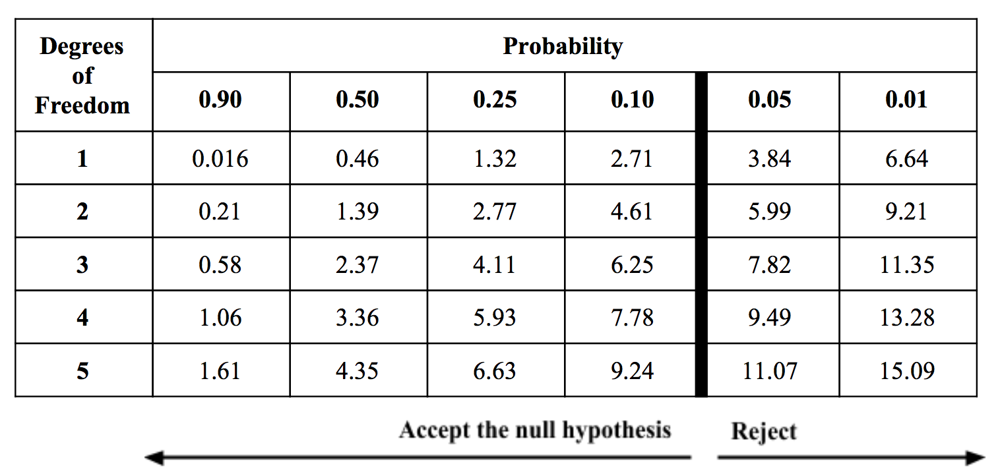 Degrees
of
Freedom
Probability
0.90 0.50 0.25 0.10 0.05 0.01
1 0.016 0.46 1.32 2.71 3.84 6.64
2 0.21 1.39 2.77 4.61 5.99 9.21
3 0.58 2.37 4.11 6.25 7.82 11.35
4 1.06 3.36 5.93 7.78 9.49 13.28
5 1.61 4.35 6.63 9.24 11.07 15.09
Accept the null hypothesis Reject